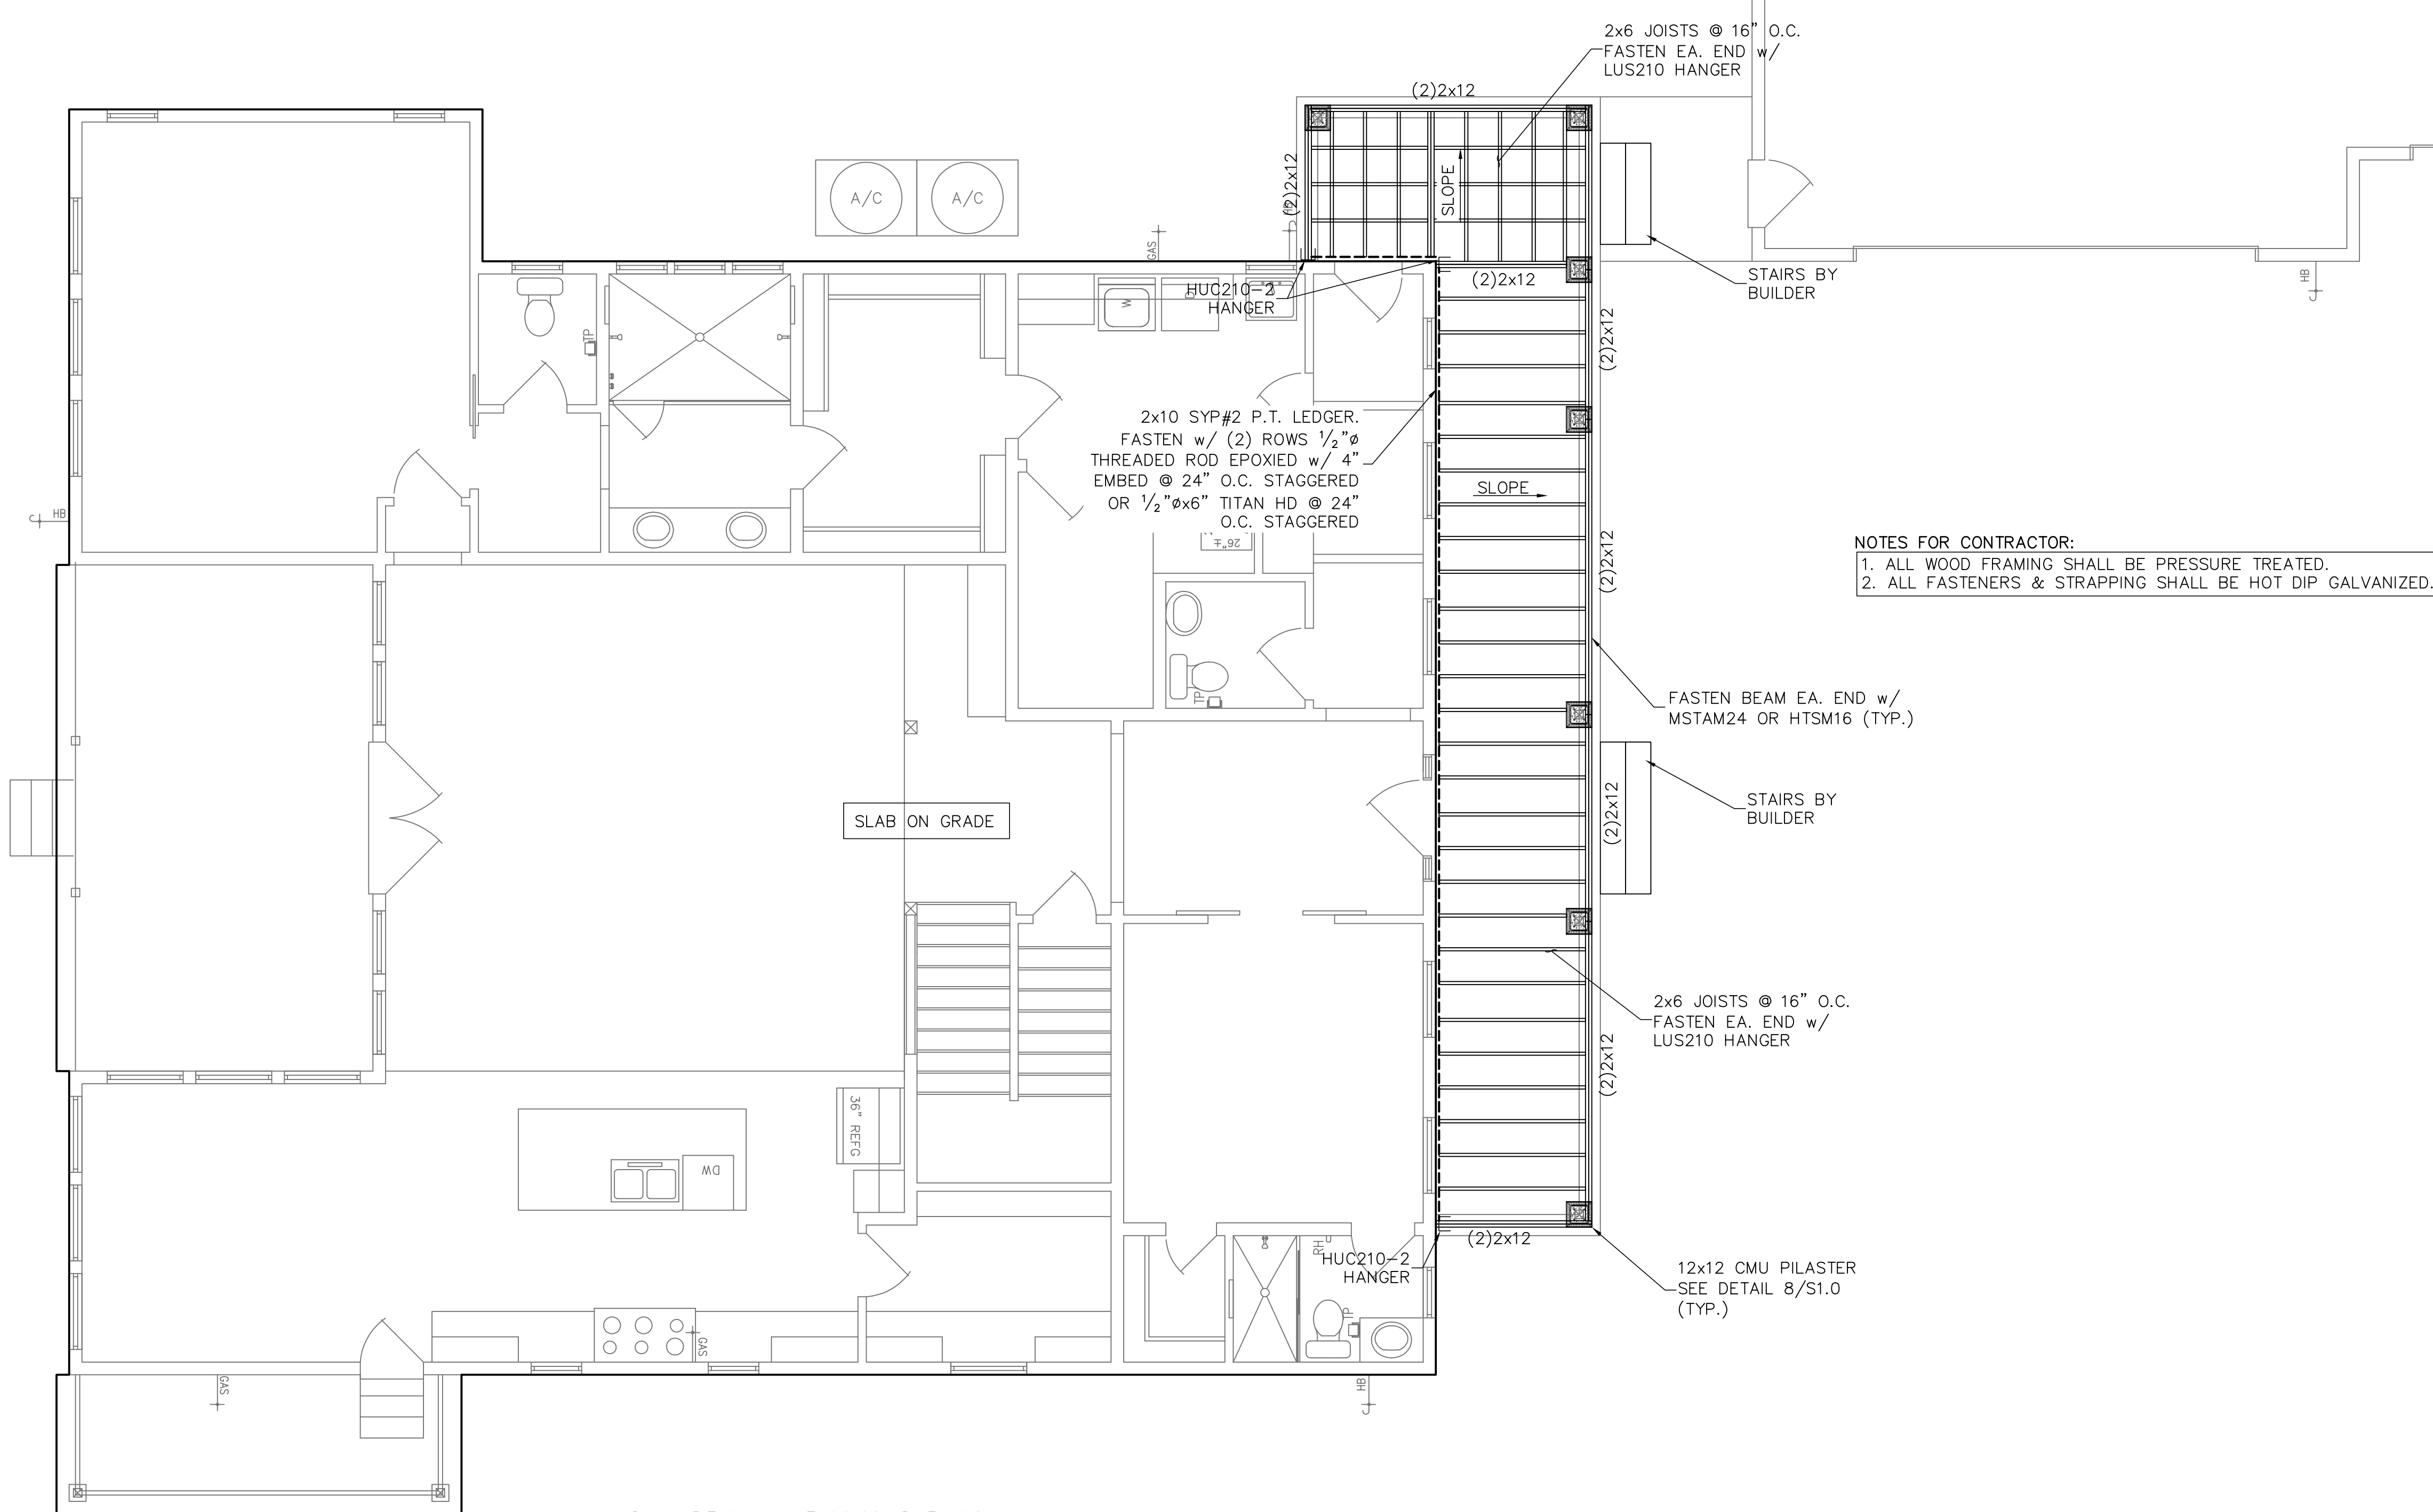 2x6 JOISTS @ 16" O.C.
FASTEN EA. END w/
LUS210 HANGER
(2)2x12
(2)2x12
SLOPE
HB
GAS
A/C
A/C
(2)2x12
HUC210-2
HANGER
STAIRS BY
BUILDER
HB
(2)2x12
W
D
TP
2x10 SYP#2 P.T. LEDGER.
FASTEN w/ (2) ROWS ½"ø
THREADED ROD EPOXIED w/ 4"
EMBED @ 24" O.C. STAGGERED
OR ½"øx6" TITAN HD @ 24"
O.C. STAGGERED
SLOPE
HB
26"
(2)2x12
NOTES FOR CONTRACTOR:
1. ALL WOOD FRAMING SHALL BE PRESSURE TREATED.
2. ALL FASTENERS & STRAPPING SHALL BE HOT DIP GALVANIZED.
TP
FASTEN BEAM EA. END w/
MSTAM24 OR HTSM16 (TYP.)
SLAB ON GRADE
(2)2x12
STAIRS BY
BUILDER
2x6 JOISTS @ 16" O.C.
FASTEN EA. END w/
LUS210 HANGER
(2)2x12
36" REFG
DW
(2)2x12
RH
HUC210-2
HANGER
12x12 CMU PILASTER
SEE DETAIL 8/S1.0
(TYP.)
TP
GAS
GAS
HB